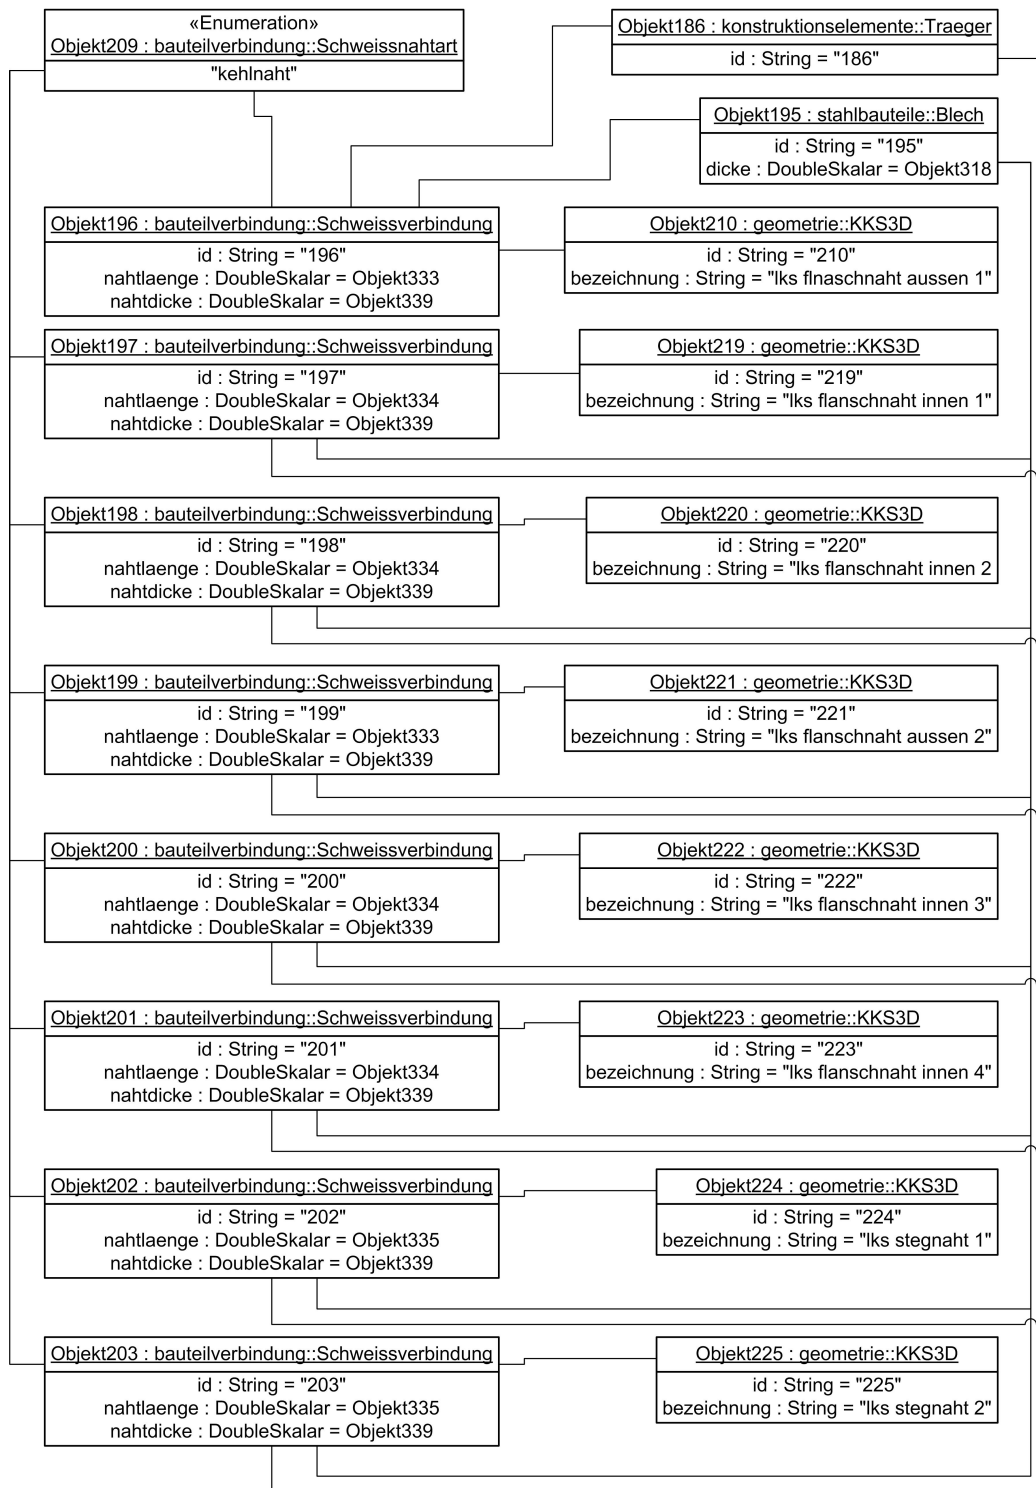 «Enumeration»
Objekt209 : bauteilverbindung::Schweissnahtart
"kehlnaht"
Objekt186 : konstruktionselemente::Traeger
id : String = "186"
Objekt195 : stahlbauteile::Blech
id : String = "195"
dicke : DoubleSkalar = Objekt318
Objekt196 : bauteilverbindung::Schweissverbindung
id : String = "196"
nahtlaenge : DoubleSkalar = Objekt333
nahtdicke : DoubleSkalar = Objekt339
Objekt210 : geometrie::KKS3D
id : String = "210"
bezeichnung : String = "lks flnaschnaht aussen 1"
Objekt197 : bauteilverbindung::Schweissverbindung
id : String = "197"
nahtlaenge : DoubleSkalar = Objekt334
nahtdicke : DoubleSkalar = Objekt339
Objekt219 : geometrie::KKS3D
id : String = "219"
bezeichnung : String = "lks flanschnaht innen 1"
Objekt198 : bauteilverbindung::Schweissverbindung
id : String = "198"
nahtlaenge : DoubleSkalar = Objekt334
nahtdicke : DoubleSkalar = Objekt339
Objekt220 : geometrie::KKS3D
id : String = "220"
bezeichnung : String = "lks flanschnaht innen 2
Objekt199 : bauteilverbindung::Schweissverbindung
id : String = "199"
nahtlaenge : DoubleSkalar = Objekt333
nahtdicke : DoubleSkalar = Objekt339
Objekt221 : geometrie::KKS3D
id : String = "221"
bezeichnung : String = "lks flanschnaht aussen 2"
Objekt200 : bauteilverbindung::Schweissverbindung
id : String = "200"
nahtlaenge : DoubleSkalar = Objekt334
nahtdicke : DoubleSkalar = Objekt339
Objekt222 : geometrie::KKS3D
id : String = "222"
bezeichnung : String = "lks flanschnaht innen 3"
Objekt201 : bauteilverbindung::Schweissverbindung
id : String = "201"
nahtlaenge : DoubleSkalar = Objekt334
nahtdicke : DoubleSkalar = Objekt339
Objekt223 : geometrie::KKS3D
id : String = "223"
bezeichnung : String = "lks flanschnaht innen 4"
Objekt202 : bauteilverbindung::Schweissverbindung
id : String = "202"
nahtlaenge : DoubleSkalar = Objekt335
nahtdicke : DoubleSkalar = Objekt339
Objekt224 : geometrie::KKS3D
id : String = "224"
bezeichnung : String = "lks stegnaht 1"
Objekt203 : bauteilverbindung::Schweissverbindung
id : String = "203"
nahtlaenge : DoubleSkalar = Objekt335
nahtdicke : DoubleSkalar = Objekt339
Objekt225 : geometrie::KKS3D
id : String = "225"
bezeichnung : String = "lks stegnaht 2"